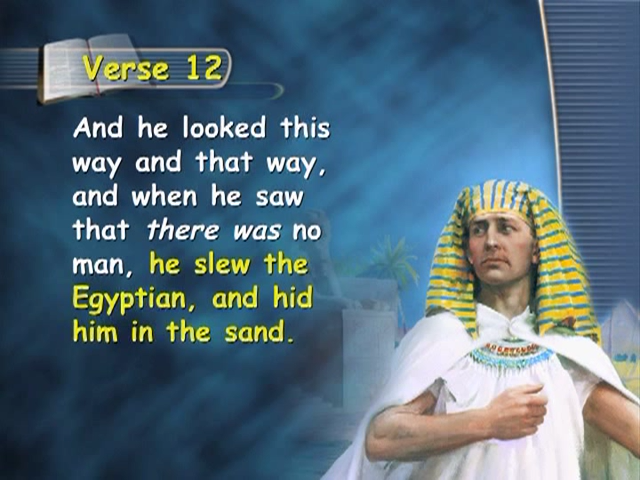 Verse 12
And he looked this
way and that way,
and when he saw
that there was no
man, he slew the
Egyptian, and hid
him in the sand.